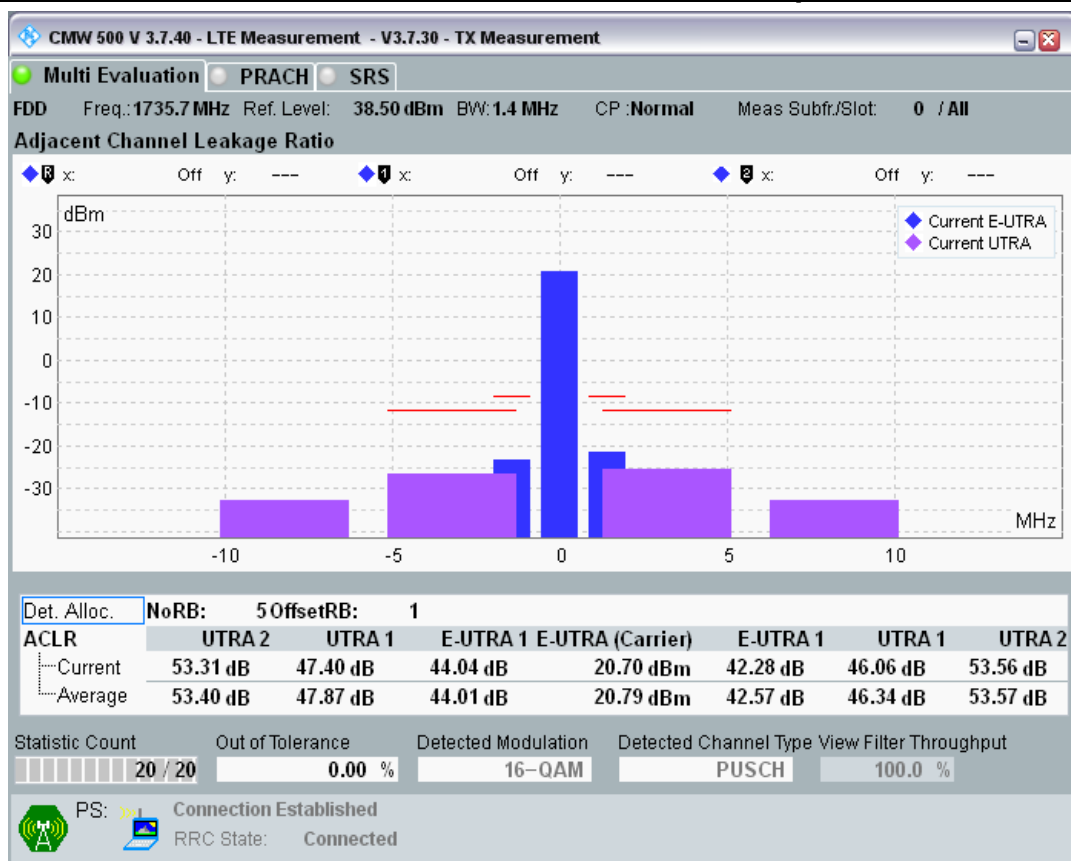 CMW 500 V 3.7.40 - LTE Measurement - V3.7.30 - TX Measurement
Multi Evaluation PRACH SRS
FDD Freq.: 1735.7 MHz Ref. Level: 38.50 dBm BW: 1.4 MHz CP :Normal Meas Subfr./Slot: 0 / All
Adjacent Channel Leakage Ratio
R x: Off y: --- 1 x: Off y: --- 2 x: Off y: ---
dBm
Current E-UTRA
Current UTRA
30
20
10
0
-10
-20
-30
MHz
-10 -5 0 5 10
Det. Alloc. NoRB: 5 OffsetRB: 1
ACLR UTRA 2 UTRA 1 E-UTRA 1 E-UTRA (Carrier) E-UTRA 1 UTRA 1 UTRA 2
Current 53.31 dB 47.40 dB 44.04 dB 20.70 dBm 42.28 dB 46.06 dB 53.56 dB
Average 53.40 dB 47.87 dB 44.01 dB 20.79 dBm 42.57 dB 46.34 dB 53.57 dB
Statistic Count Out of Tolerance Detected Modulation Detected Channel Type View Filter Throughput
20 / 20 0.00 % 16-QAM PUSCH 100.0 %
PS: Connection Established
RRC State: Connected